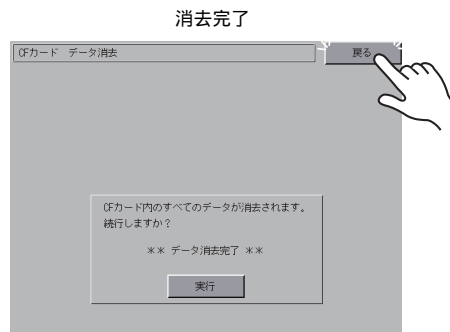 消去完了
CFカード データ消去
戻る
CFカード内のすべてのデータが消去されます。
続行しますか？
** データ消去完了 **
実行